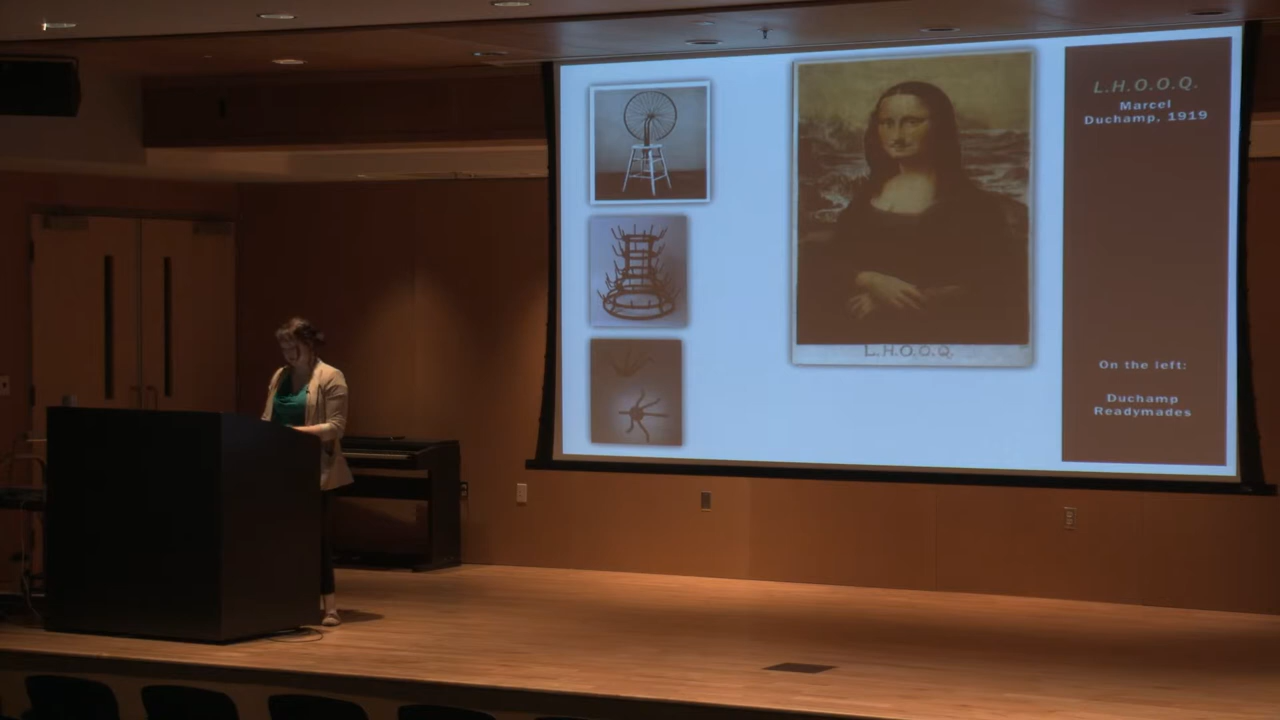 L.H.O.O.Q.
Marcel
Duchamp, 1919
L.H.O.O.Q.
On the left:
Duchamp
Readymades